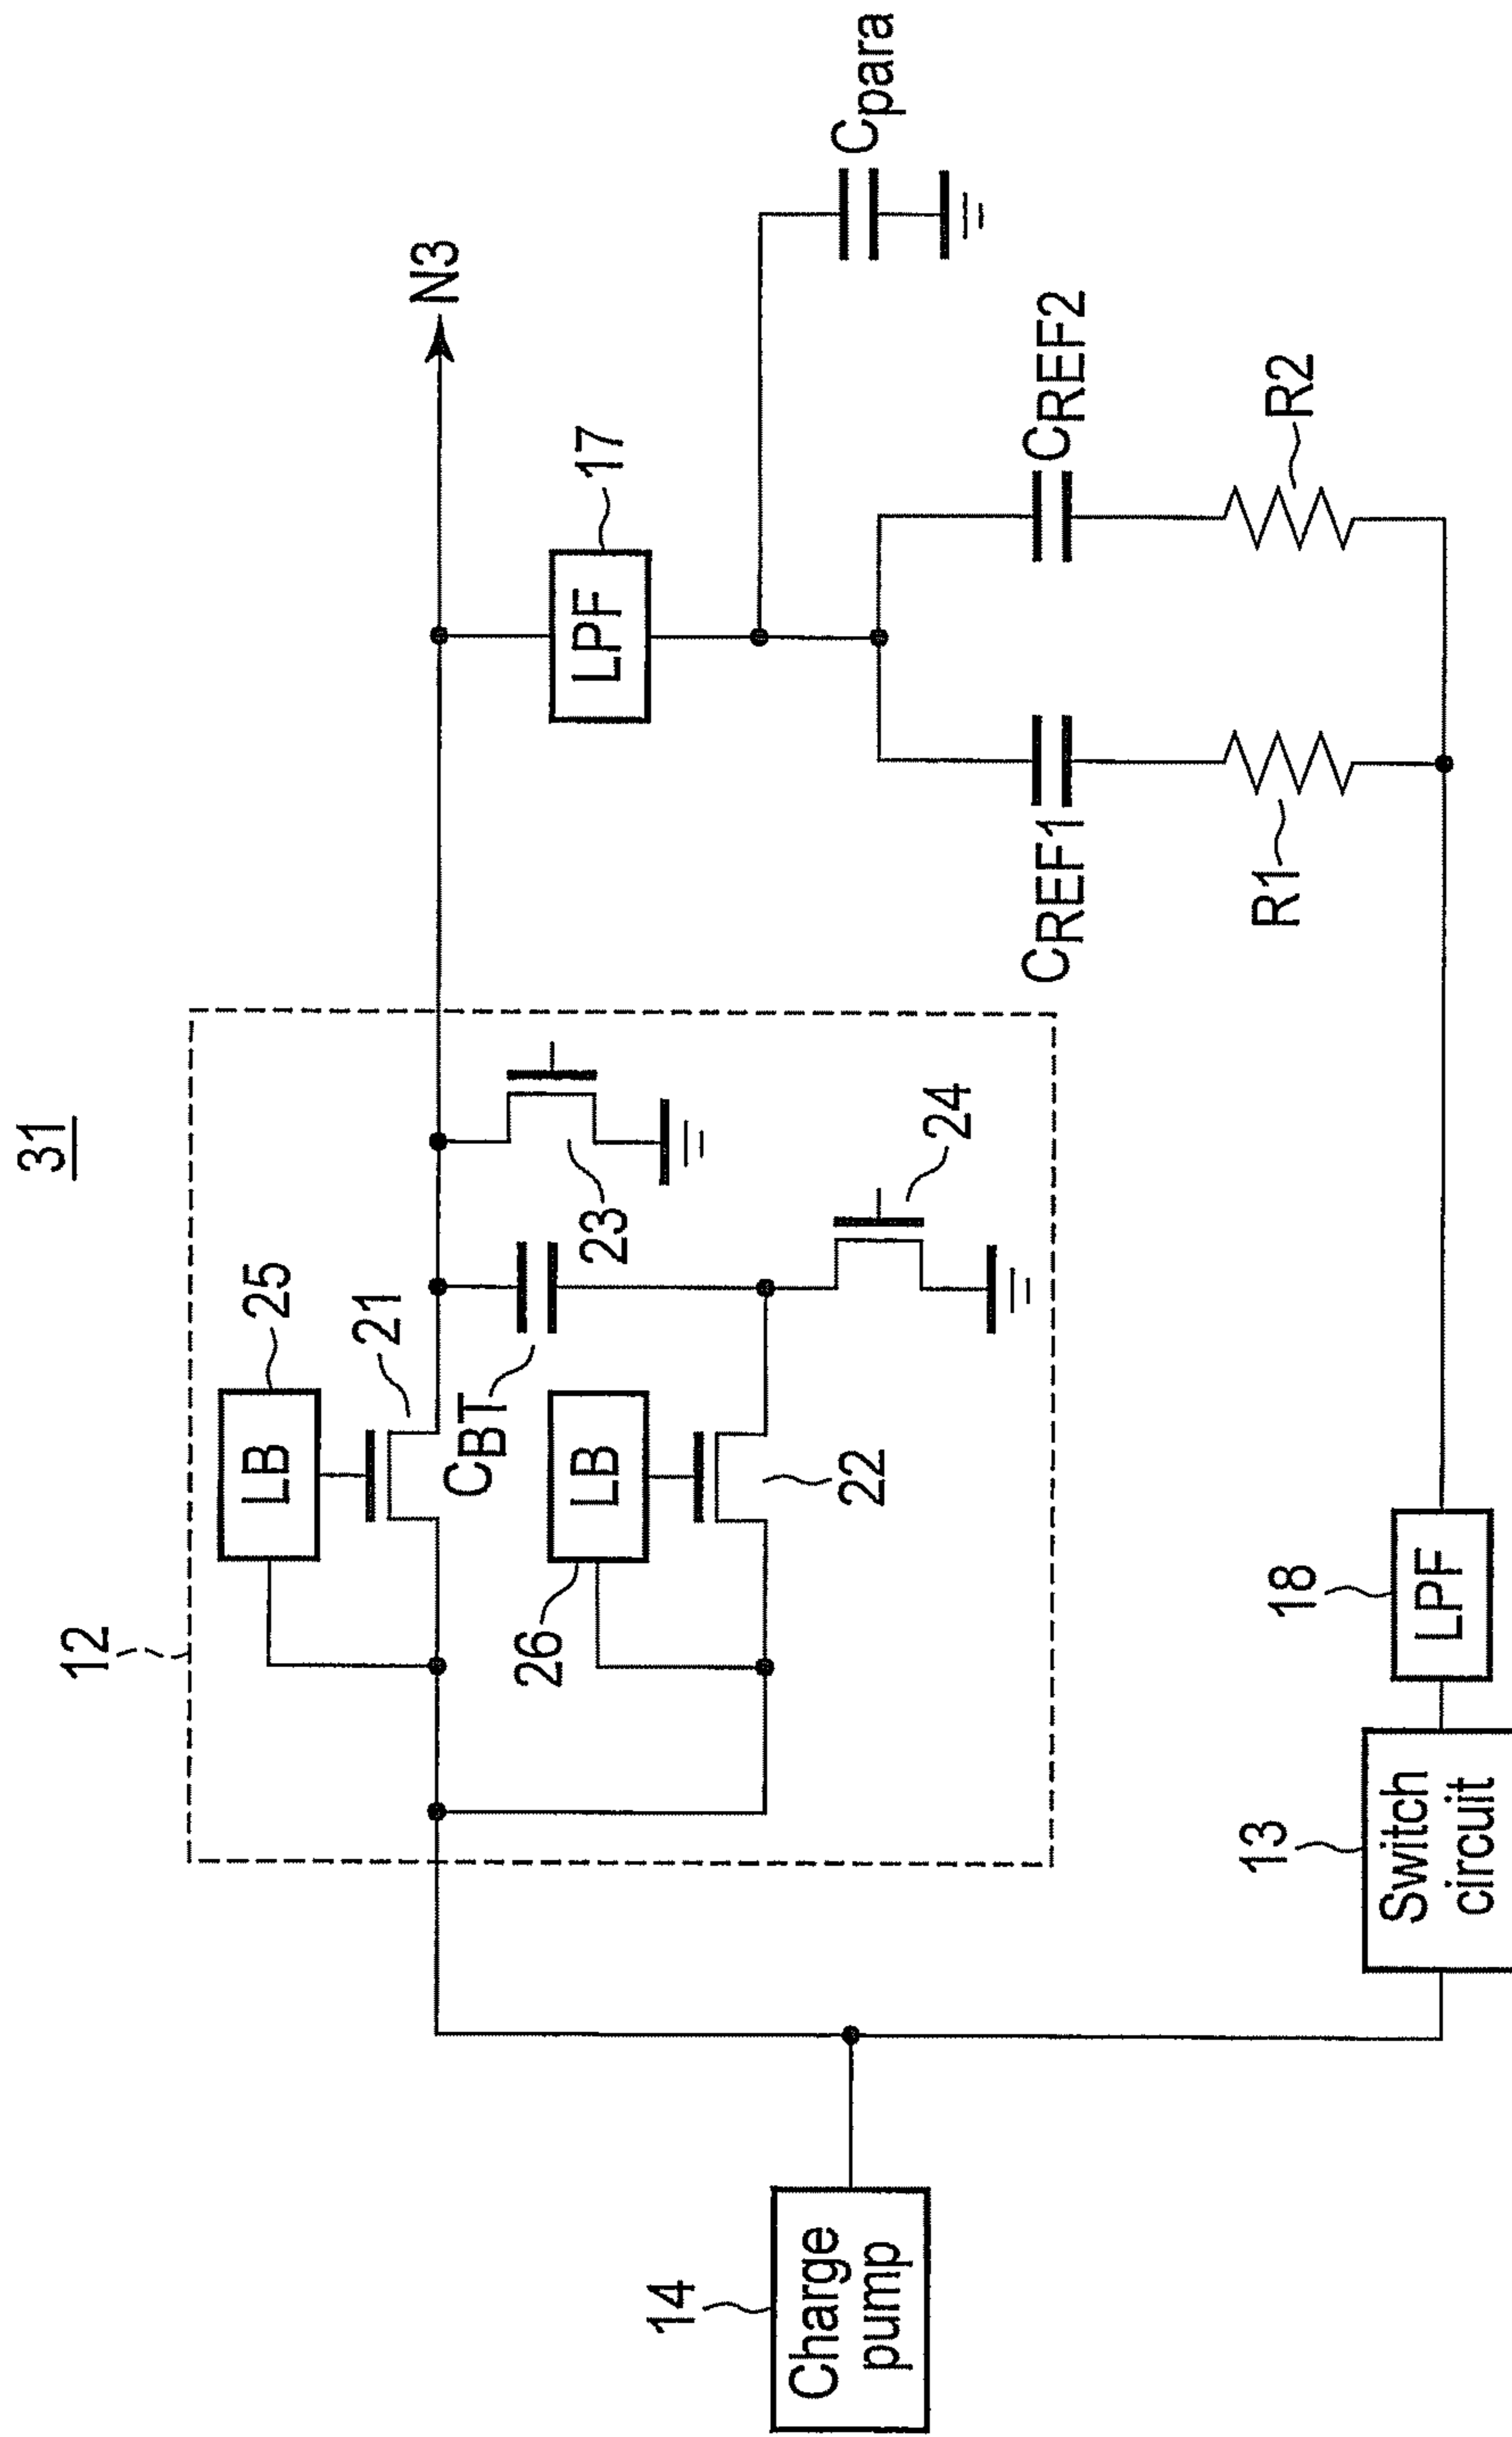 31
12
25
LB
21
N3
CBT
23
LB
26
22
24
17
LPF
Cpara
CREF1
CREF2
R1
R2
14
Charge
pump
13
Switch
circuit
18
LPF